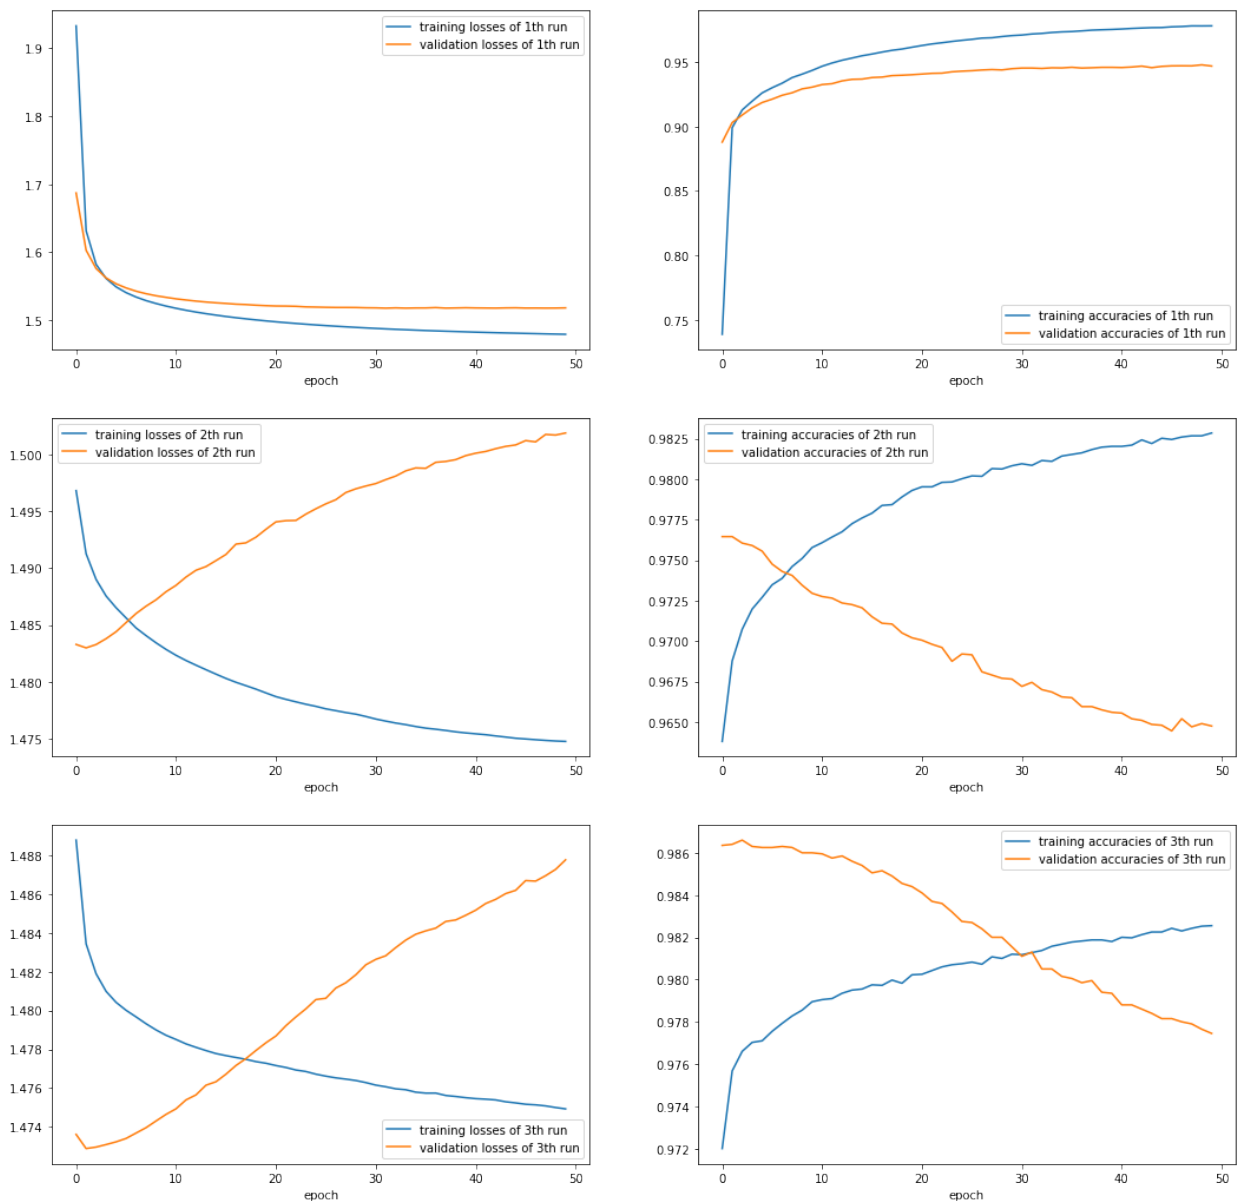 training losses of 1th run
validation losses of 1th run
1.9
1.8
1.7
1.6
1.5
0 10 20 30 40 50
epoch
0.95
0.90
0.85
0.80
0.75
training accuracies of 1th run
validation accuracies of 1th run
0 10 20 30 40 50
epoch
training losses of 2th run
validation losses of 2th run
1.500
1.495
1.490
1.485
1.480
1.475
0 10 20 30 40 50
epoch
training accuracies of 2th run
validation accuracies of 2th run
0.9825
0.9800
0.9775
0.9750
0.9725
0.9700
0.9675
0.9650
0 10 20 30 40 50
epoch
1.488
1.486
1.484
1.482
1.480
1.478
1.476
1.474
training losses of 3th run
validation losses of 3th run
0 10 20 30 40 50
epoch
training accuracies of 3th run
validation accuracies of 3th run
0.986
0.984
0.982
0.980
0.978
0.976
0.974
0.972
0 10 20 30 40 50
epoch